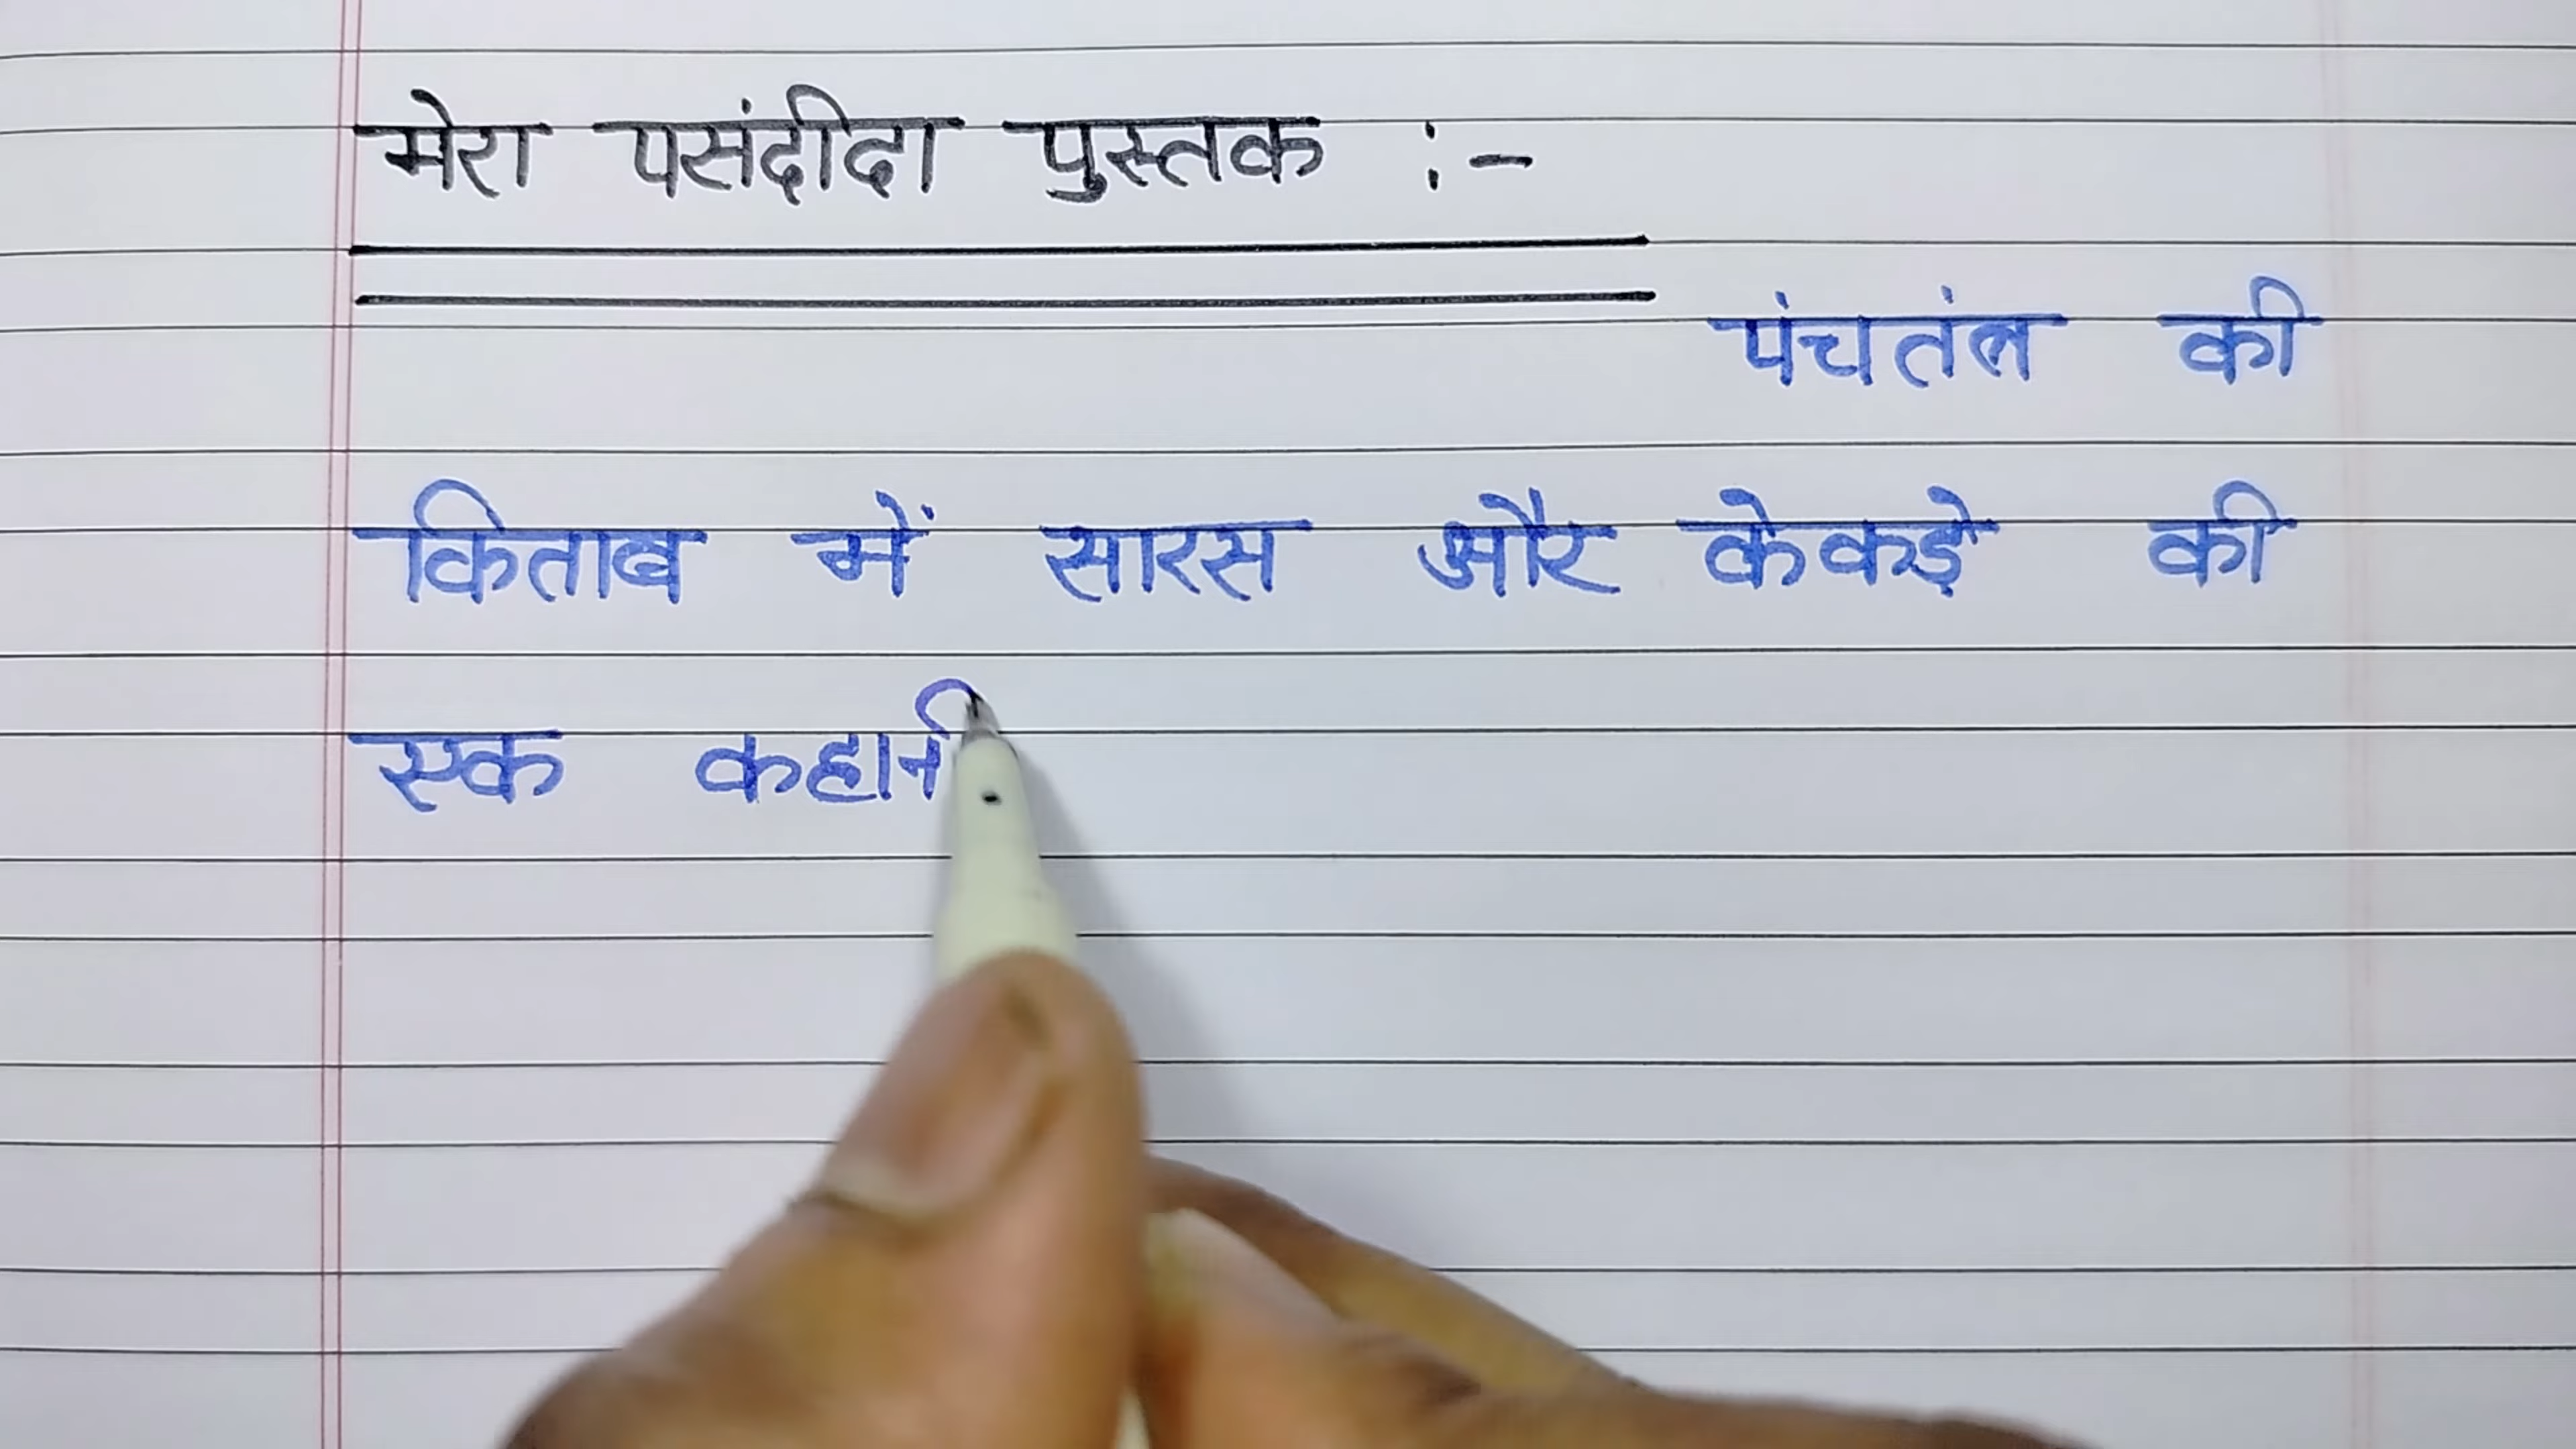 मेरा पसंदीदा पुस्तक :-
पंचतंत्र की
किताब में सारस और केकड़े की
एक कहानी